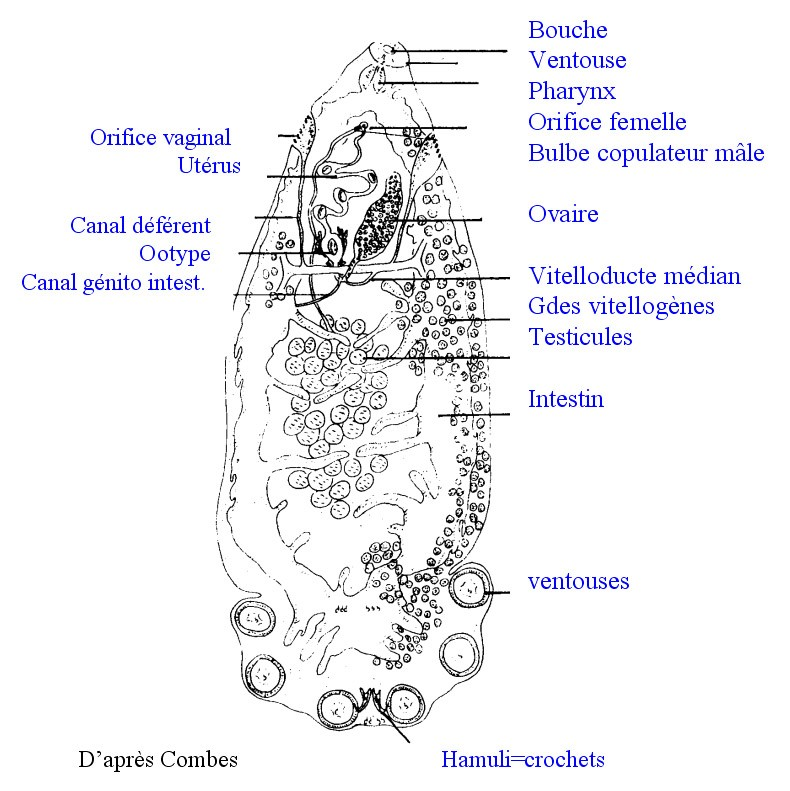 Bouche
Ventouse
Pharynx
Orifice femelle
Bulbe copulateur mâle
Orifice vaginal
Utérus
Ovaire
Canal déférent
Ootype
Canal génito intest.
Vitelloducte médian
Gdes vitellogènes
Testicules
Intestin
ventouses
D'après Combes
Hamuli=crochets